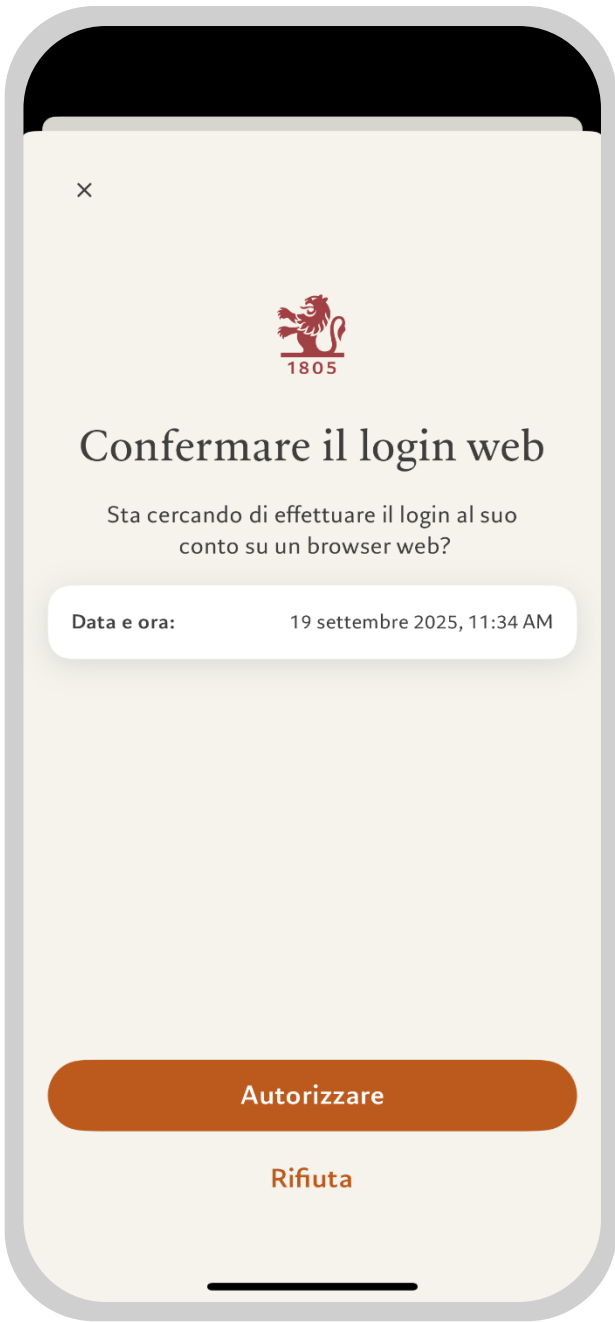 1805
Confermare il login web
Sta cercando di effettuare il login al suo
conto su un browser web?
Data e ora: 19 settembre 2025, 11:34 AM
Autorizzare
Rifiuta